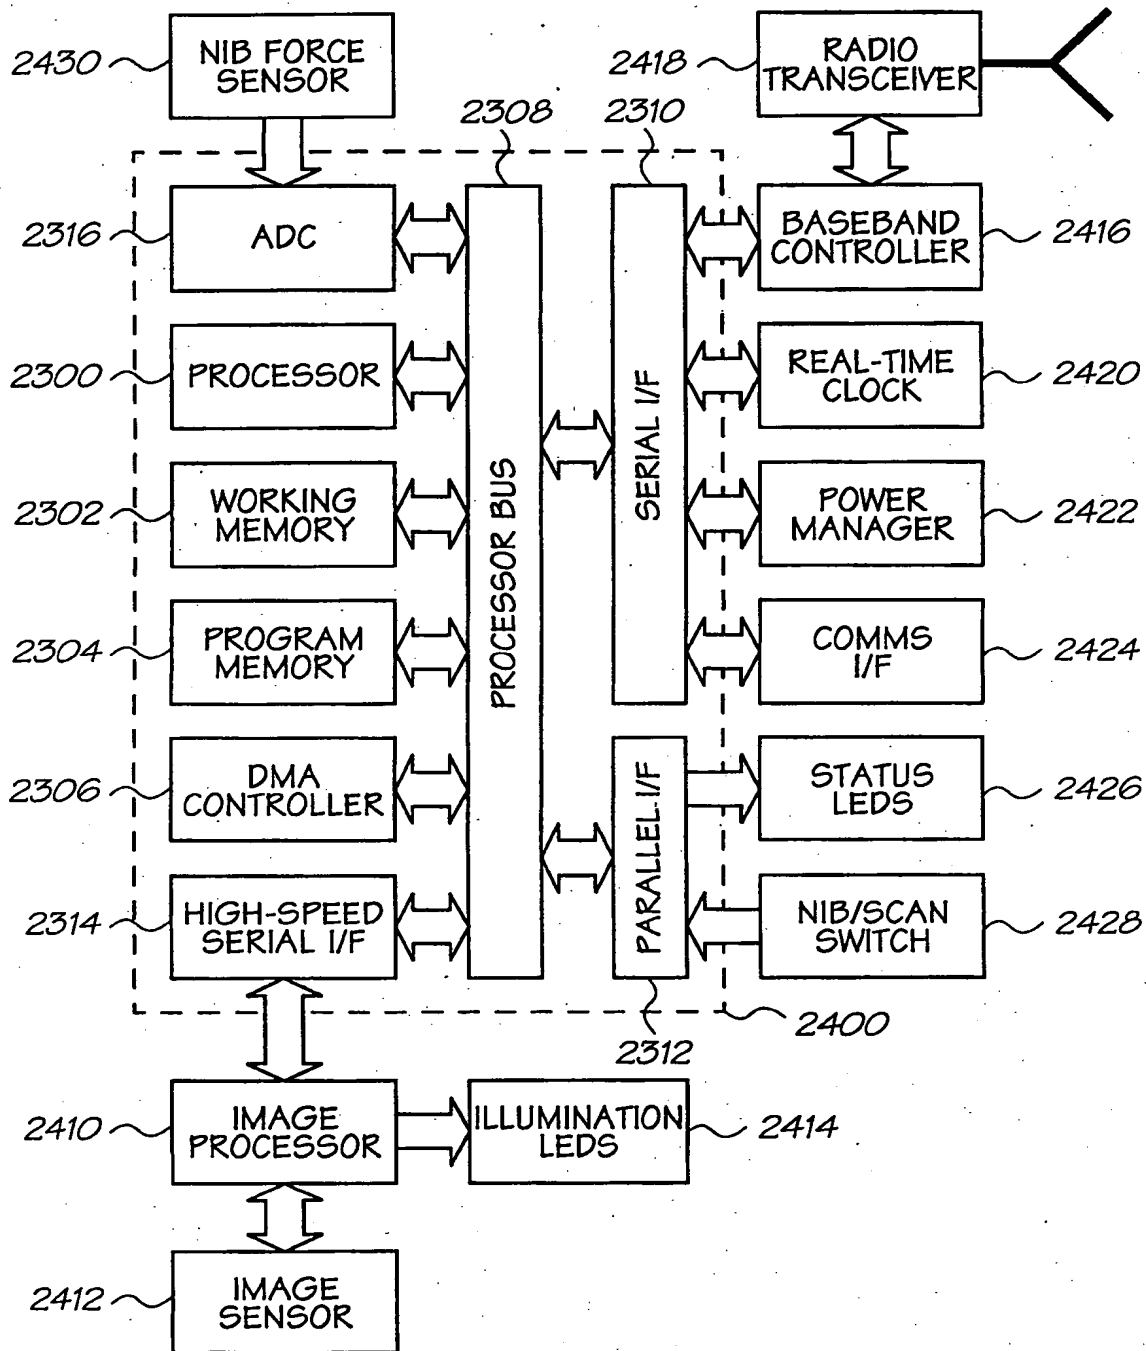 2430
NIB FORCE
SENSOR
2418
RADIO
TRANSCEIVER
2308
2310
2316
ADC
BASEBAND
CONTROLLER
2416
2300
PROCESSOR
REAL-TIME
CLOCK
2420
2302
WORKING
MEMORY
PROCESSOR BUS
SERIAL I/F
POWER
MANAGER
2422
2304
PROGRAM
MEMORY
COMMS
I/F
2424
2306
DMA
CONTROLLER
PARALLEL I/F
STATUS
LEDS
2426
2314
HIGH-SPEED
SERIAL I/F
NIB/SCAN
SWITCH
2428
2400
2312
2410
IMAGE
PROCESSOR
ILLUMINATION
LEDS
2414
2412
IMAGE
SENSOR